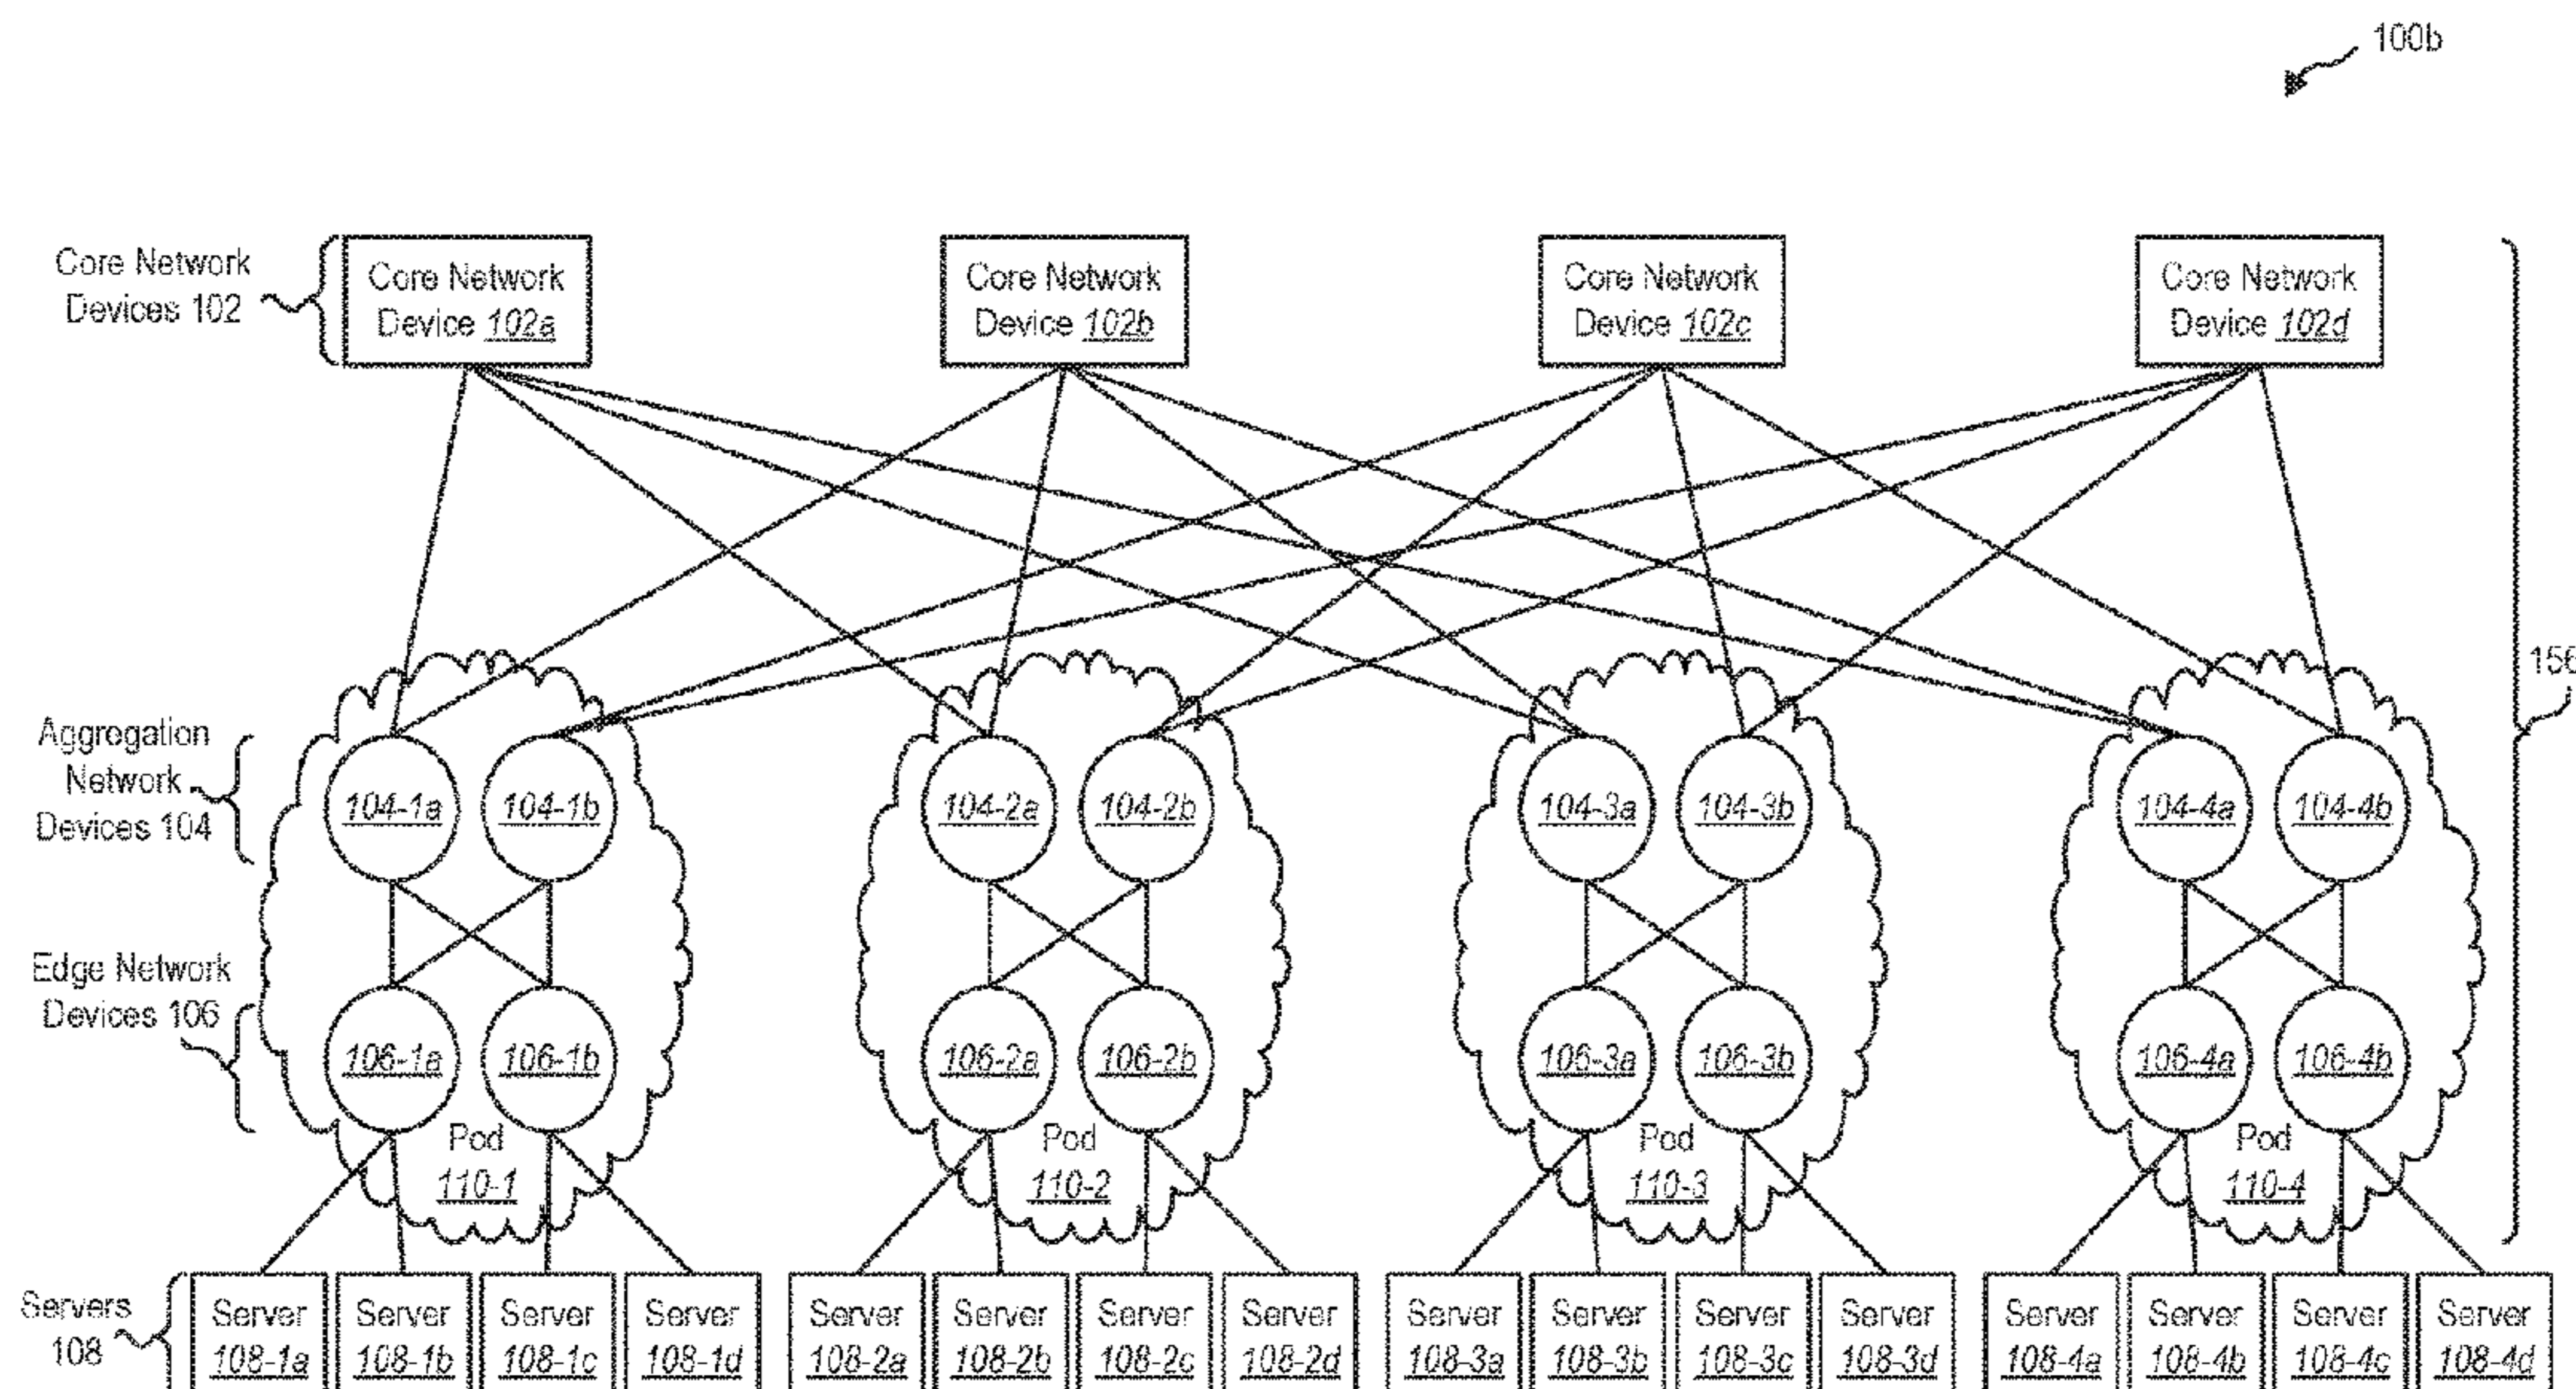 100b
Core Network
Devices 102
Core Network
Device 102a
Core Network
Device 102b
Core Network
Device 102c
Core Network
Device 102d
156
Aggregation
Network
Devices 104
104-1a
104-1b
104-2a
104-2b
104-3a
104-3b
104-4a
104-4b
Edge Network
Devices 106
106-1a
106-1b
106-2a
106-2b
106-3a
106-3b
106-4a
106-4b
Pod
110-1
Pod
110-2
Pod
110-3
Pod
110-4
Servers
108
Server
108-1a
Server
108-1b
Server
108-1c
Server
108-1d
Server
108-2a
Server
108-2b
Server
108-2c
Server
108-2d
Server
108-3a
Server
108-3b
Server
108-3c
Server
108-3d
Server
108-4a
Server
108-4b
Server
108-4c
Server
108-4d